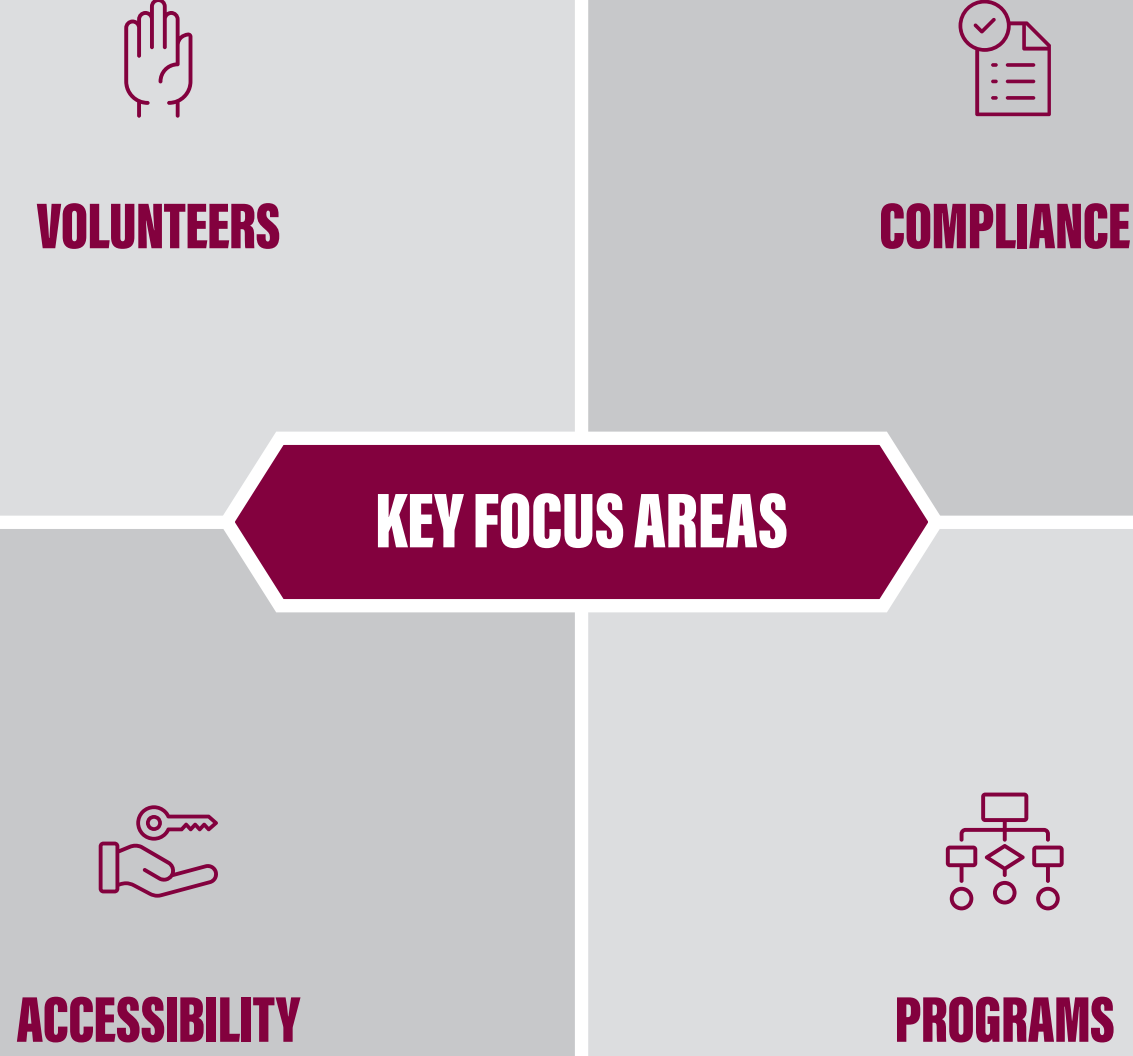 VOLUNTEERS
COMPLIANCE
KEY FOCUS AREAS
ACCESSIBILITY
PROGRAMS